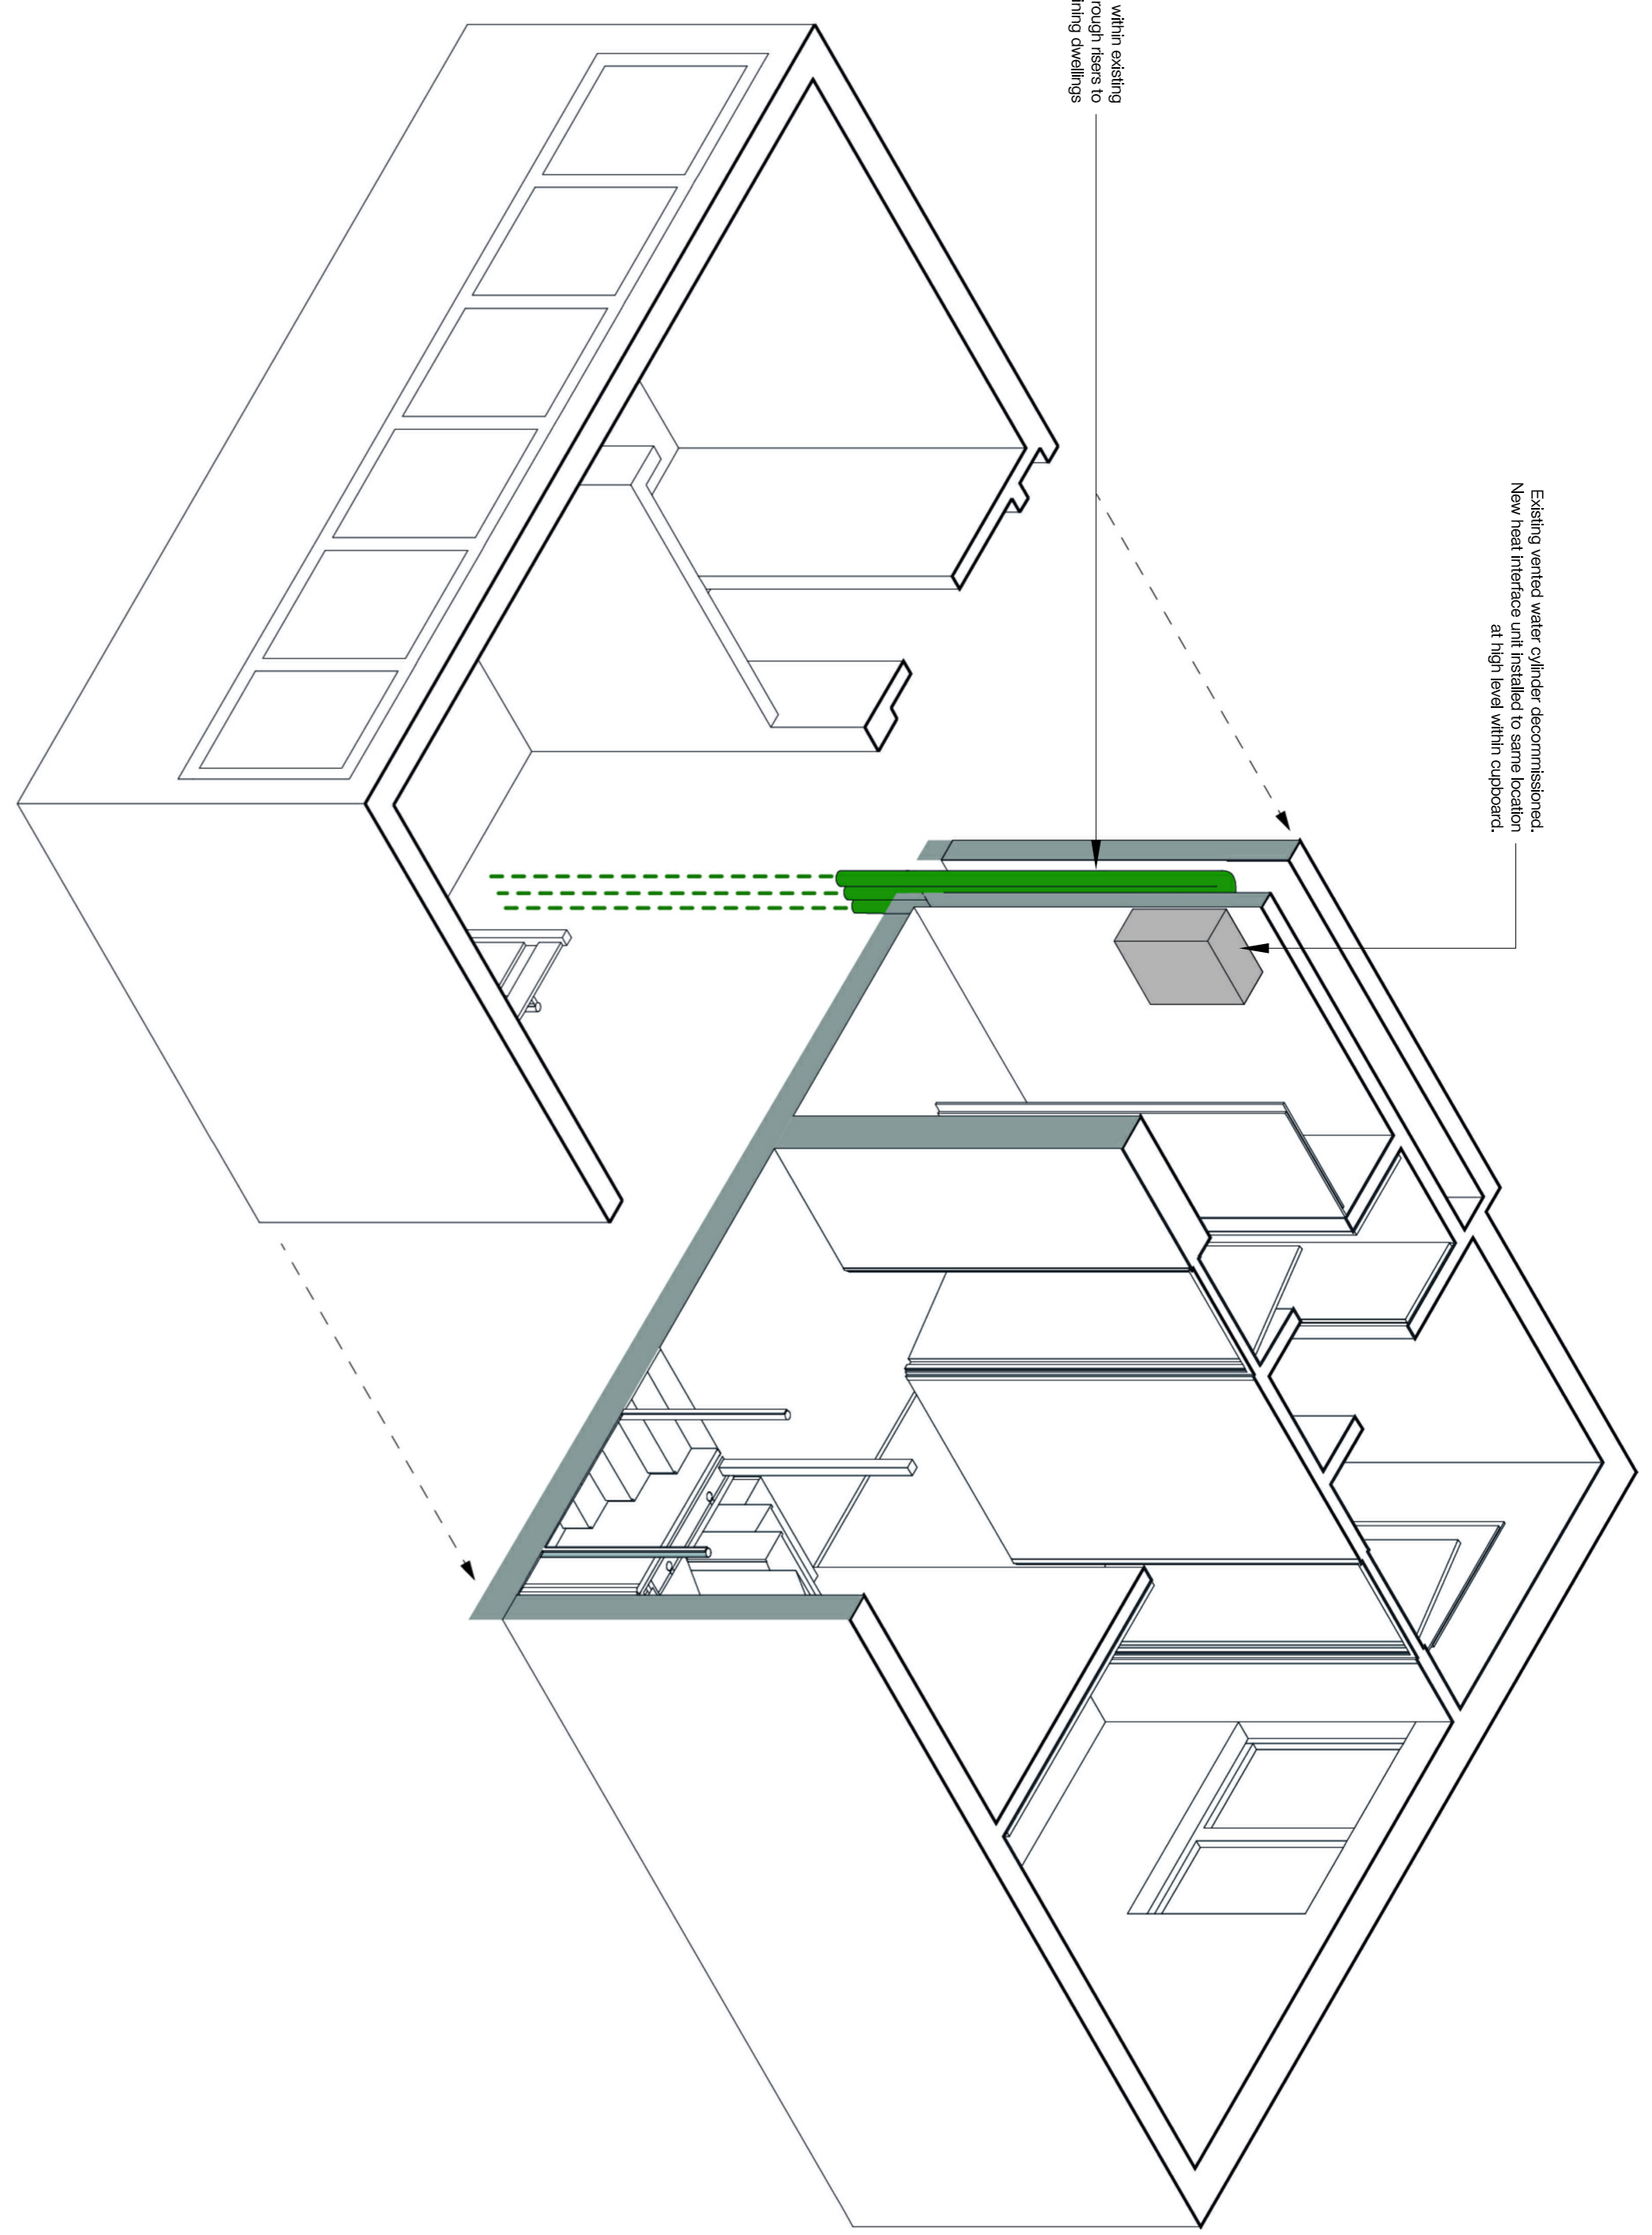 within existing
rough risers to
ining dwellings
Existing vented water cylinder decommissioned.
New heat interface unit installed to same location
at high level within cupboard.